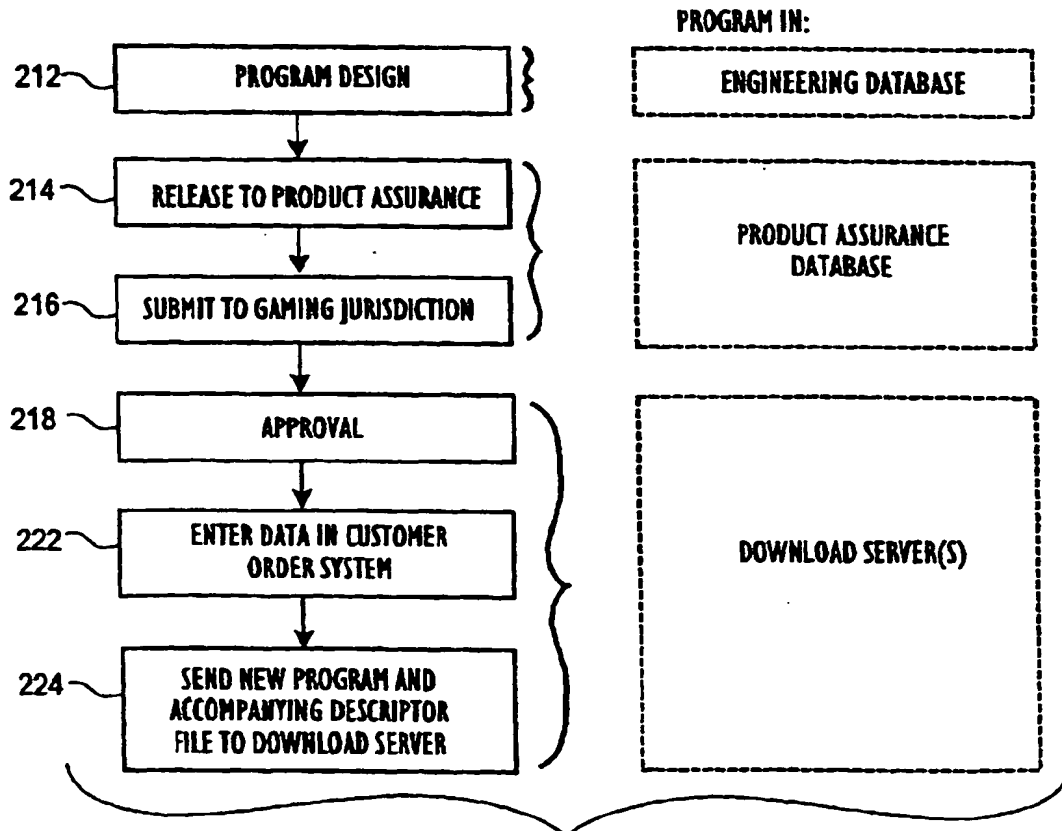 PROGRAM IN:
212
PROGRAM DESIGN
ENGINEERING DATABASE
214
RELEASE TO PRODUCT ASSURANCE
PRODUCT ASSURANCE
DATABASE
216
SUBMIT TO GAMING JURISDICTION
218
APPROVAL
222
ENTER DATA IN CUSTOMER
ORDER SYSTEM
DOWNLOAD SERVER(S)
224
SEND NEW PROGRAM AND
ACCOMPANYING DESCRIPTOR
FILE TO DOWNLOAD SERVER